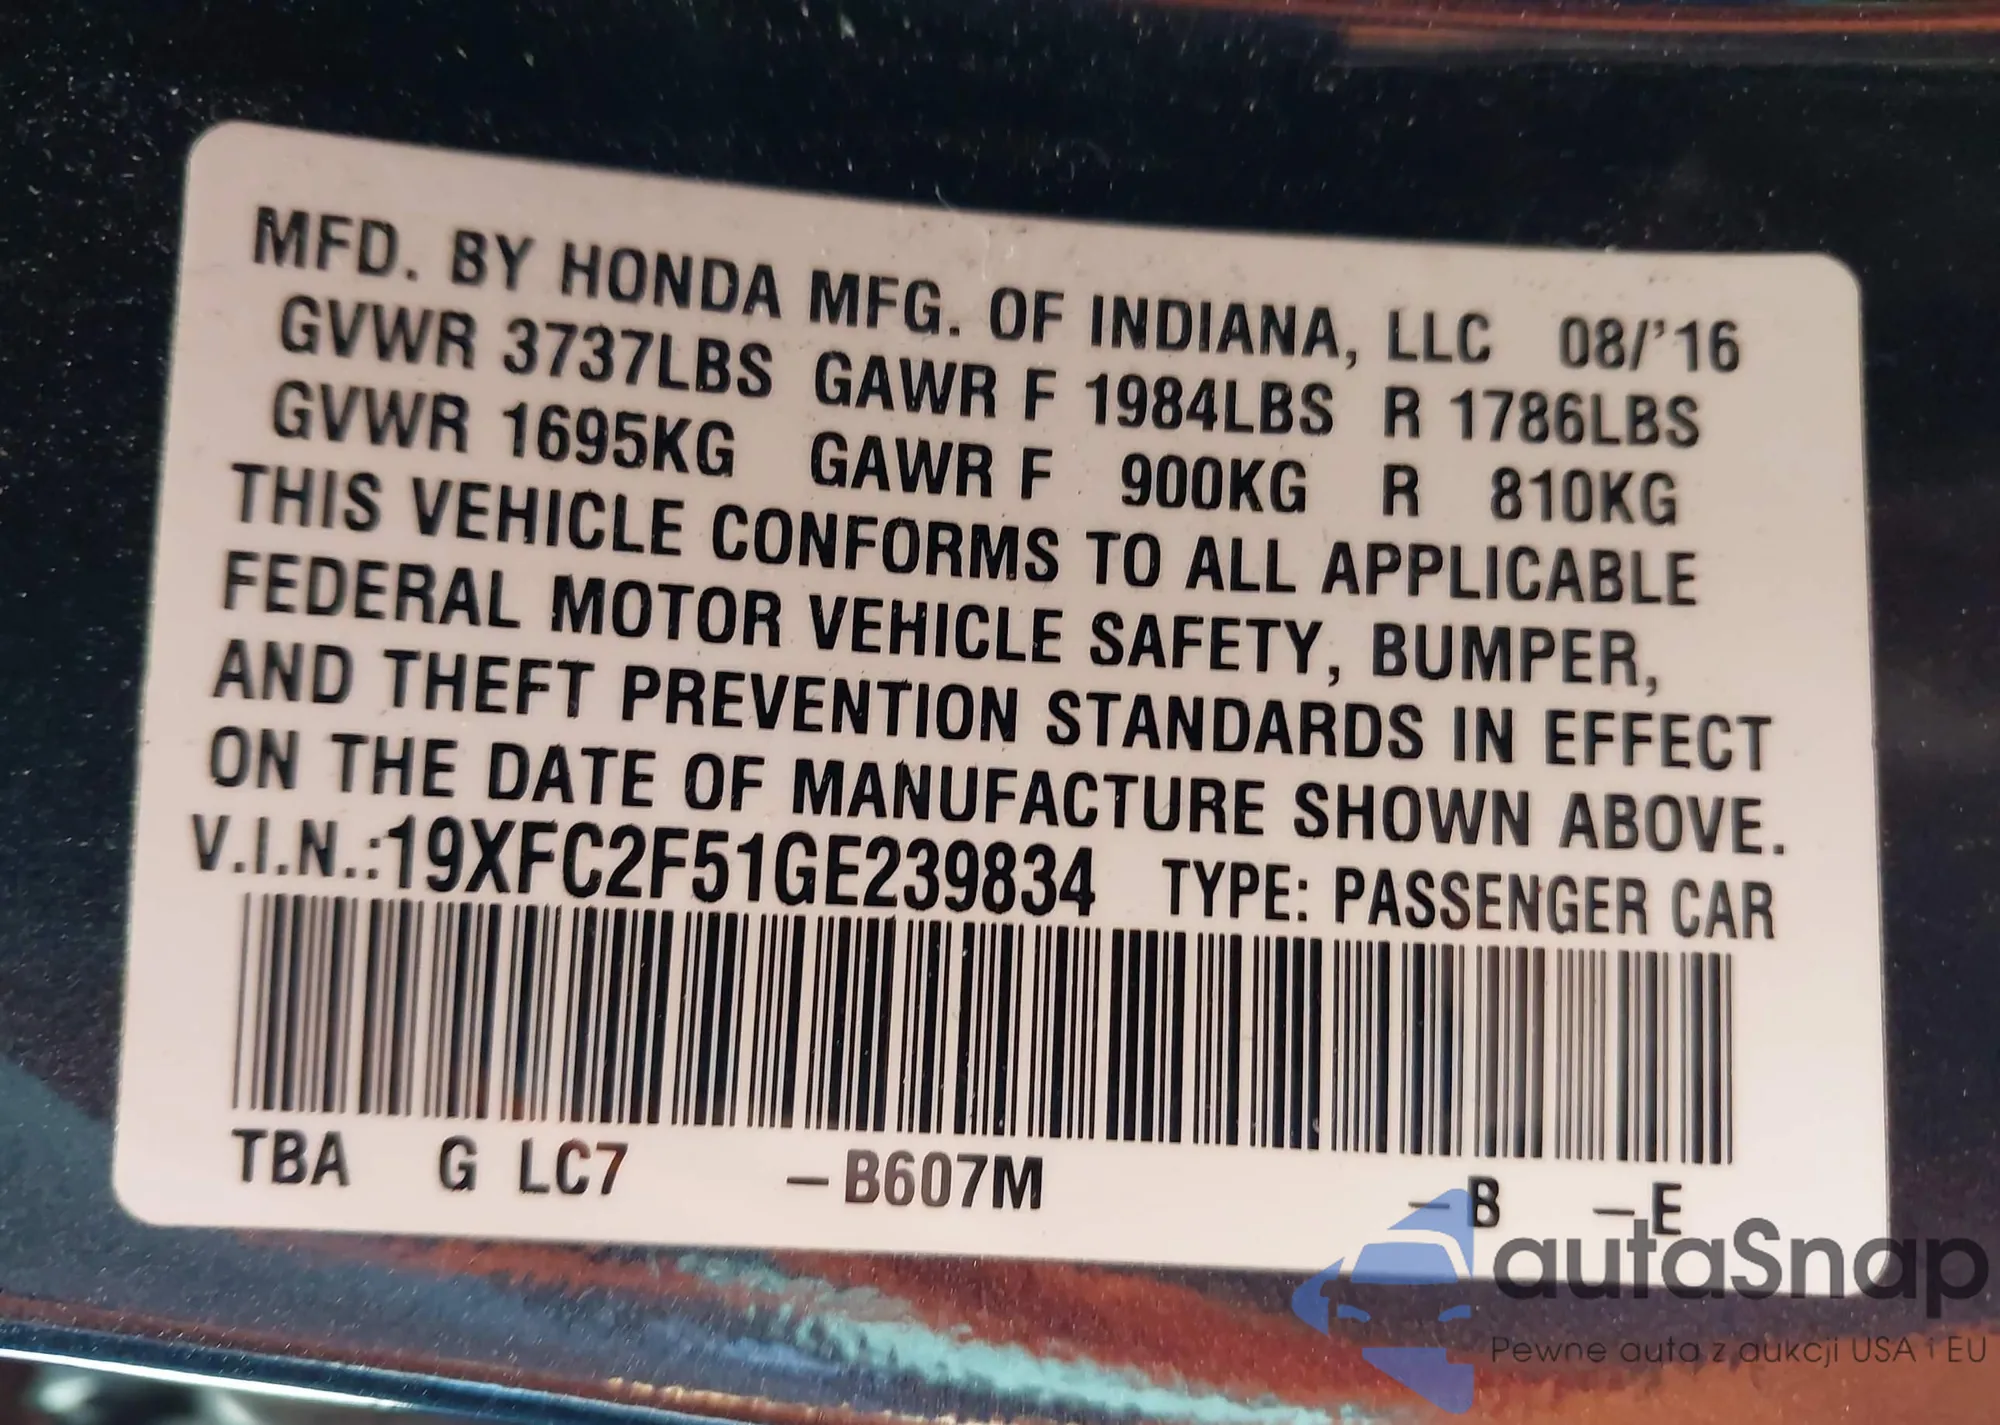 MFD. BY HONDA MFG. OF INDIANA, LLC 08/'16
GVWR 3737LBS GAWR F 1984LBS R 1786LBS
GVWR 1695KG GAWR F 900KG R 810KG
THIS VEHICLE CONFORMS TO ALL APPLICABLE
FEDERAL MOTOR VEHICLE SAFETY, BUMPER,
AND THEFT PREVENTION STANDARDS IN EFFECT
ON THE DATE OF MANUFACTURE SHOWN ABOVE.
V.I.N.:19XFC2F51GE239834 TYPE: PASSENGER CAR
TBA G LC7 –B607M –B –E
autaSnap
Pewne auta z aukcji USA i EU